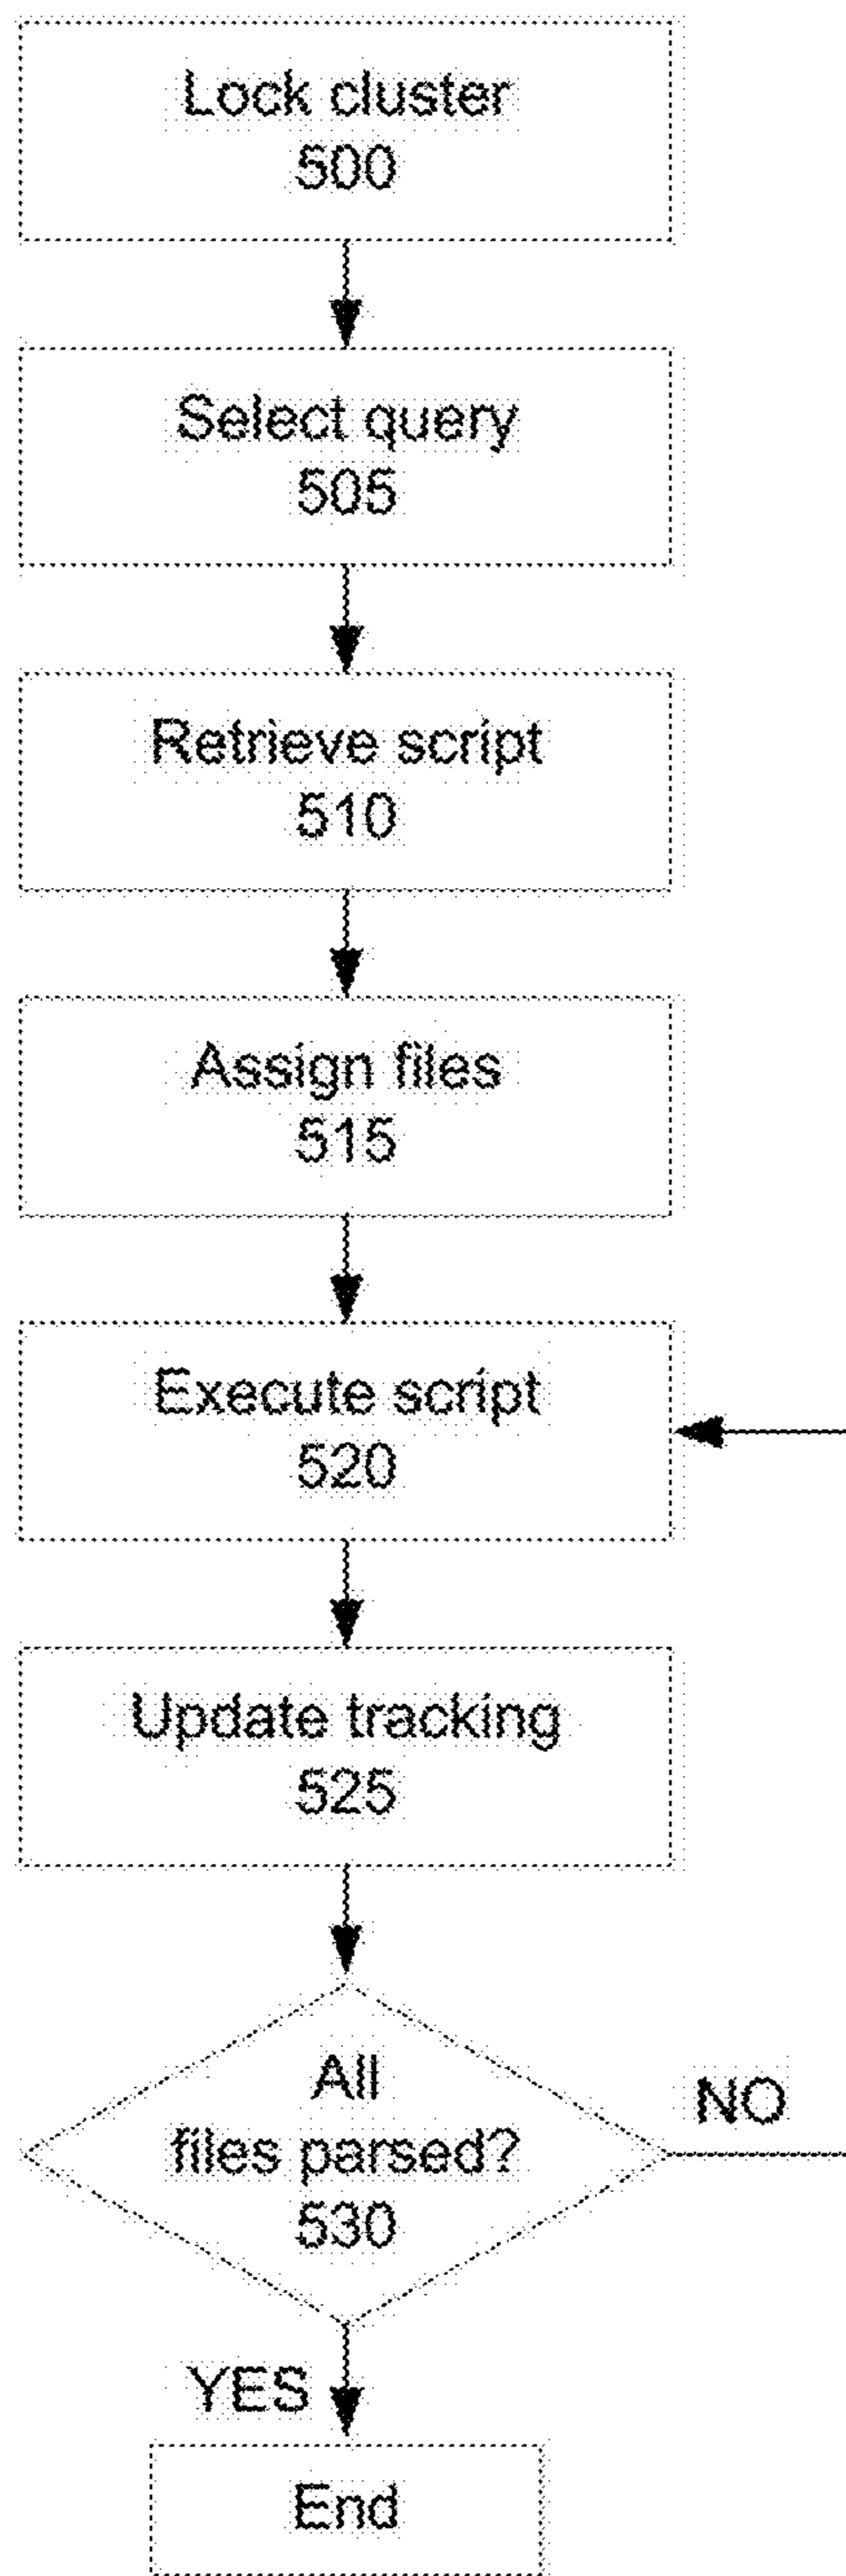 Lock cluster
500
Select query
505
Retrieve script
510
Assign files
515
Execute script
520
Update tracking
525
All
files parsed?
530
NO
YES
End